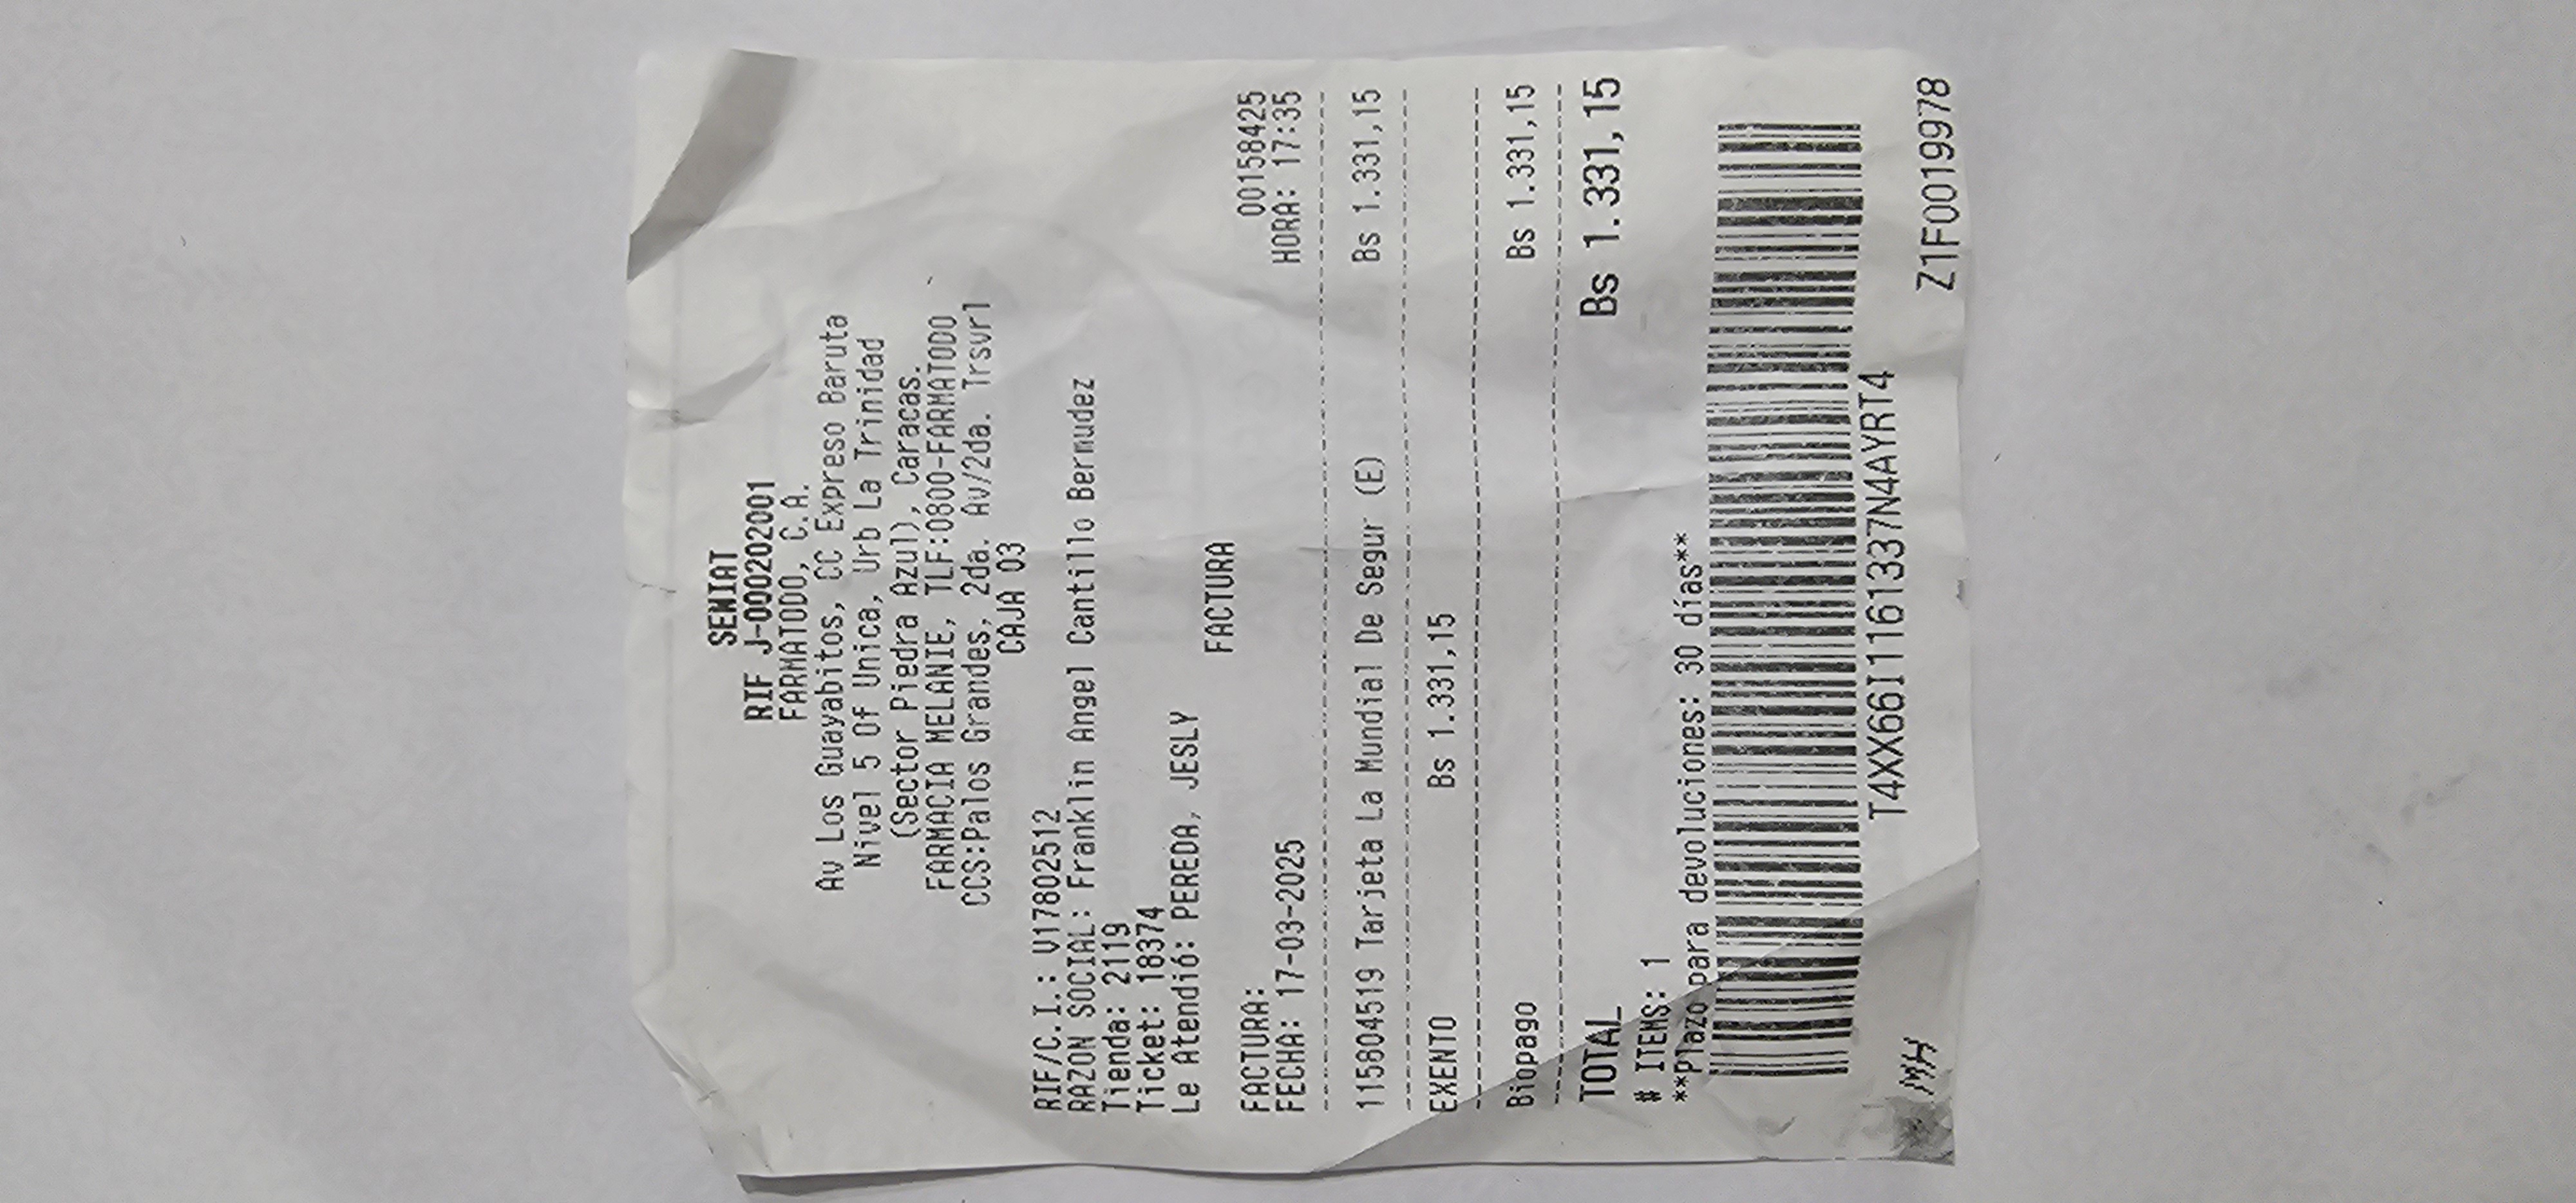 SENIAT
RIF J-000202001
FARMATODO, C.A.
Av Los Guayabitos, CC Expreso Baruta
Nivel 5 Of Unica, Urb La Trinidad
(Sector Piedra Azul), Caracas.
FARMACIA MELANIE, TLF:0800-FARMATODO
CCS:Palos Grandes, 2da. Av/2da. Trsvrl
CAJA 03
RIF/C.I.: V17802512
RAZON SOCIAL: Franklin Angel Cantillo Bermudez
Tienda: 2119
Ticket: 18374
Le Atendió: PEREDA, JESLY
FACTURA
FACTURA: 00158425
FECHA: 17-03-2025 HORA: 17:35
115804519 Tarjeta La Mundial De Segur (E) Bs 1.331,15
EXENTO Bs 1.331,15
Biopago Bs 1.331,15
TOTAL Bs 1.331,15
# ITEMS: 1
**Plazo para devoluciones: 30 días**
T4XX66I1161337N4AYRT4
MH Z1F0019978